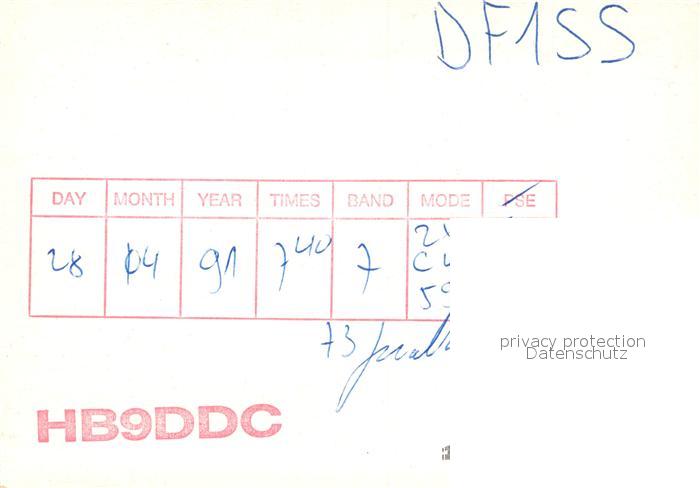 DF1SS
DAY MONTH YEAR TIMES BAND MODE PSE
28 04 91 7⁴⁰ 7
73
privacy protection
Datenschutz
HB9DDC